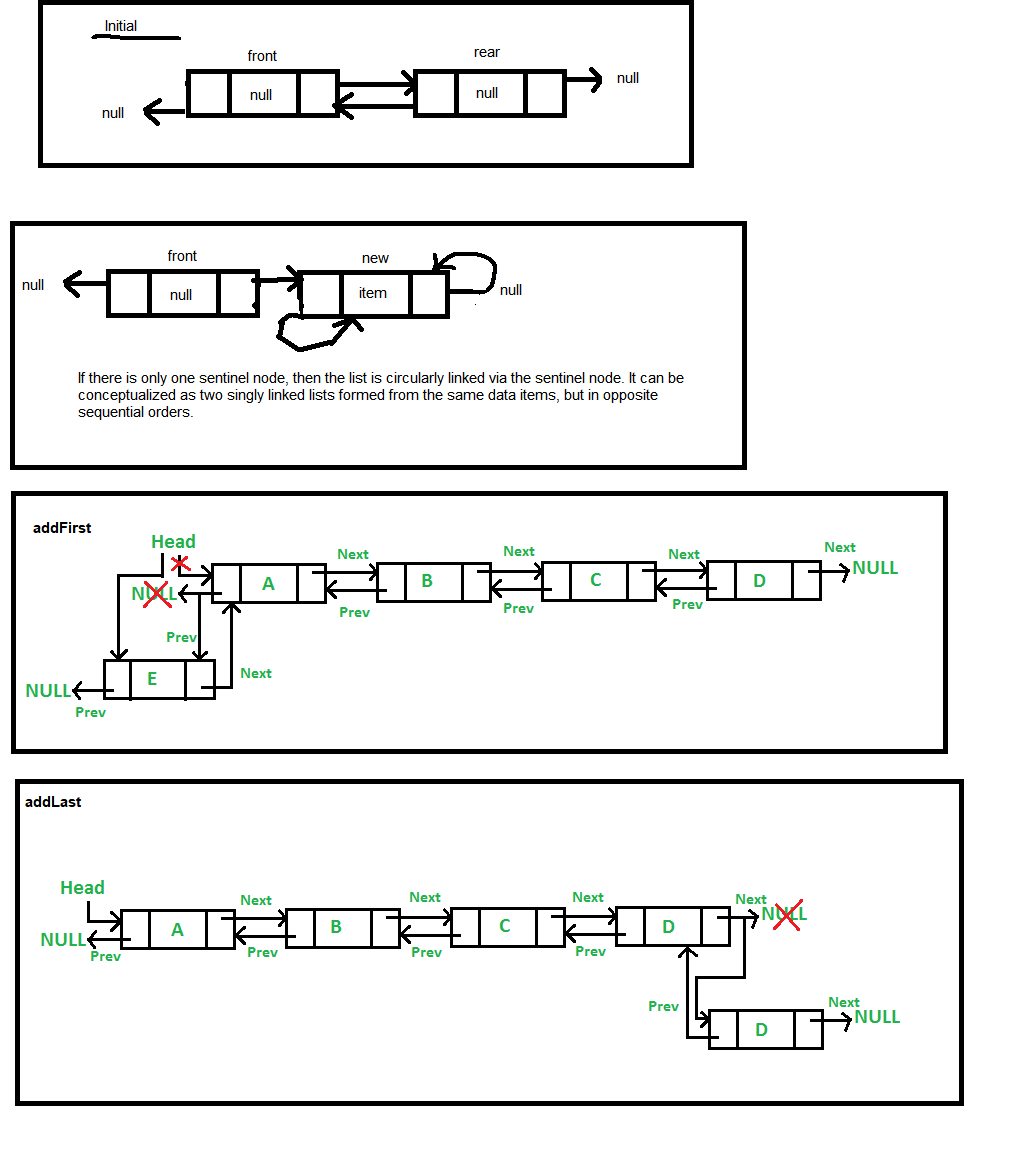 Initial
front
rear
null
null
null
null
front
new
null
null
item
null
If there is only one sentinel node, then the list is circularly linked via the sentinel node. It can be
conceptualized as two singly linked lists formed from the same data items, but in opposite
sequential orders.
addFirst
Head
Next
Next
Next
Next
NULL
A
B
C
D
NULL
Prev
Prev
Prev
Prev
E
Next
NULL
Prev
addLast
Head
Next
Next
Next
Next
NULL
NULL
A
B
C
D
Prev
Prev
Prev
Prev
Prev
D
Next
NULL